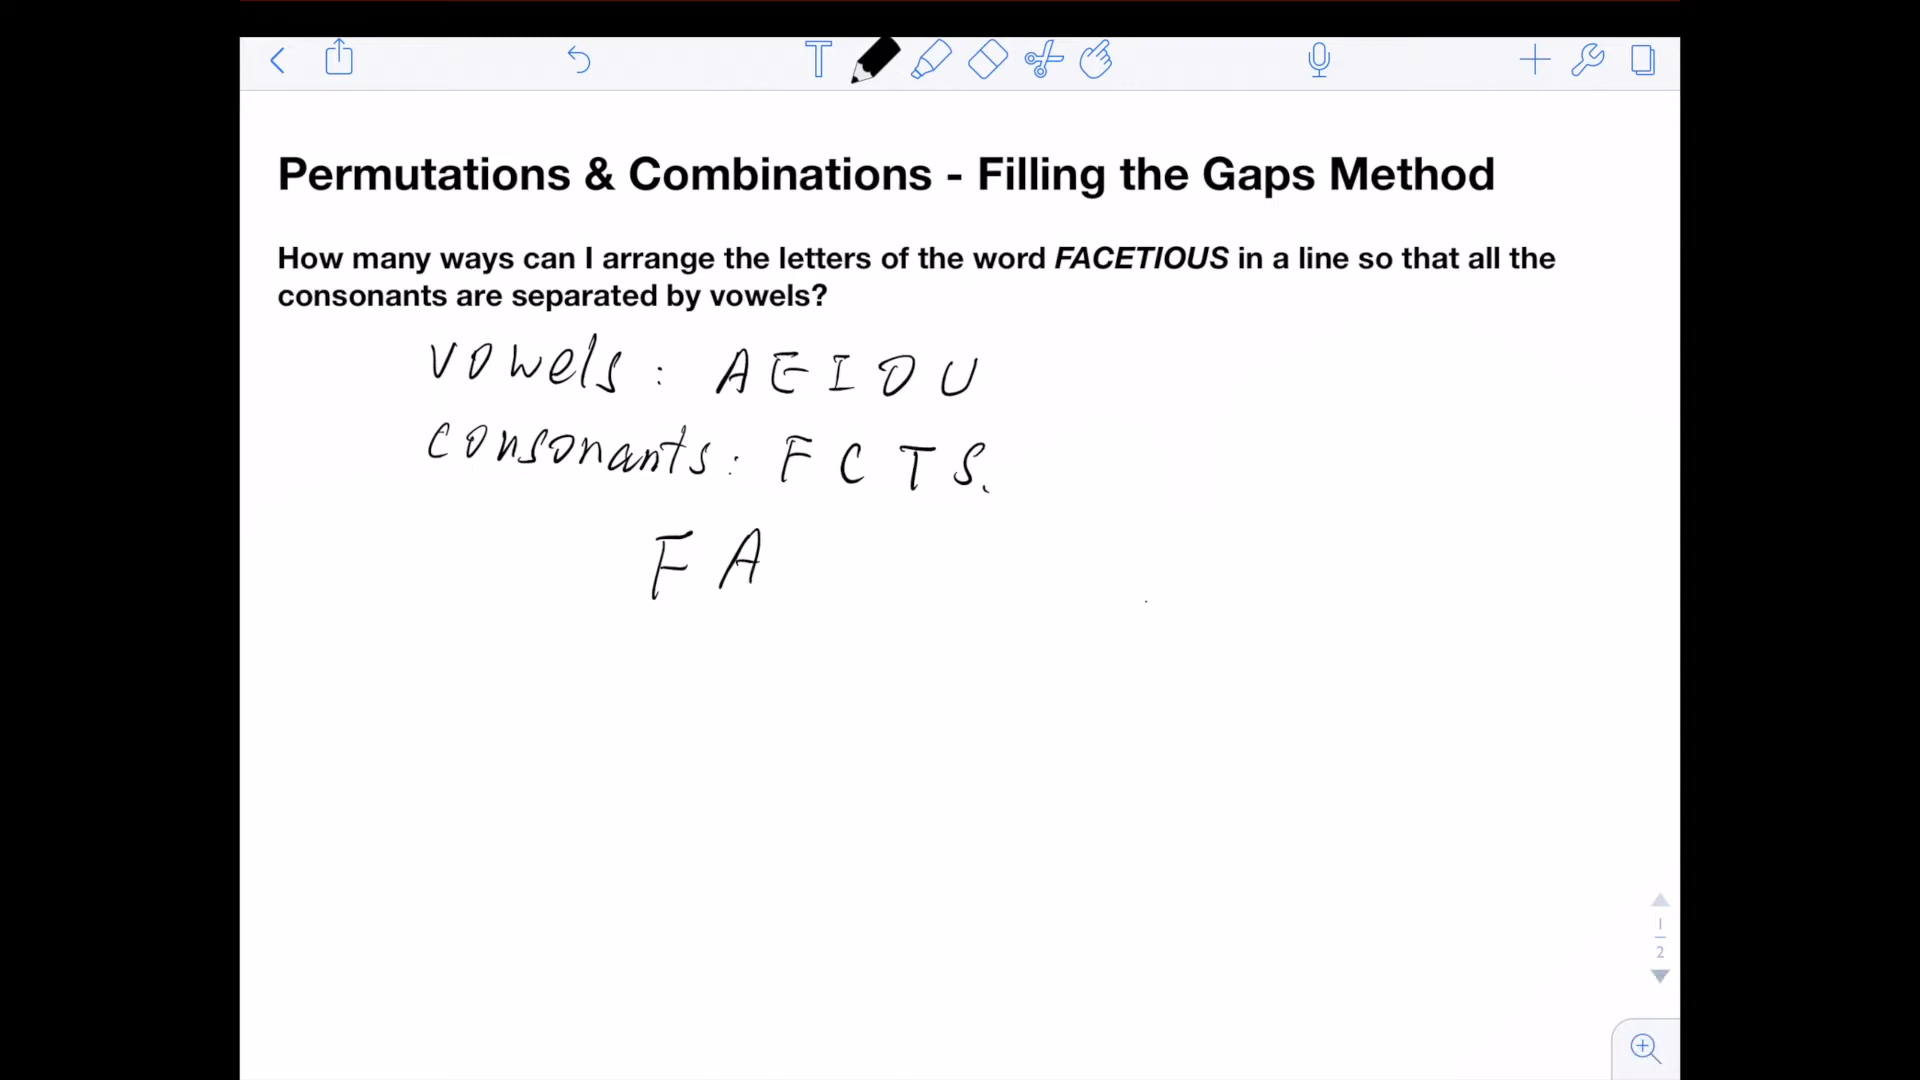 Permutations & Combinations - Filling the Gaps Method
How many ways can I arrange the letters of the word FACETIOUS in a line so that all the
consonants are separated by vowels?
vowels : A E I O U
consonants : F C T S.
F A
1
2